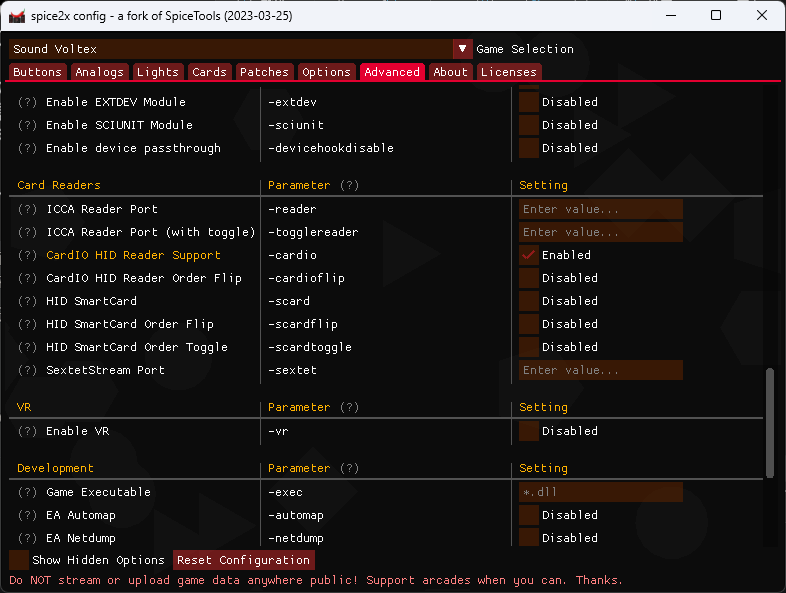 spice2x config - a fork of SpiceTools (2023-03-25)
Sound Voltex ▼ Game Selection
Buttons Analogs Lights Cards Patches Options Advanced About Licenses
(?) Enable EXTDEV Module -extdev Disabled
(?) Enable SCIUNIT Module -sciunit Disabled
(?) Enable device passthrough -devicehookdisable Disabled
Card Readers Parameter (?) Setting
(?) ICCA Reader Port -reader Enter value...
(?) ICCA Reader Port (with toggle) -togglereader Enter value...
(?) CardIO HID Reader Support -cardio Enabled
(?) CardIO HID Reader Order Flip -cardioflip Disabled
(?) HID SmartCard -scard Disabled
(?) HID SmartCard Order Flip -scardflip Disabled
(?) HID SmartCard Order Toggle -scardtoggle Disabled
(?) SextetStream Port -sextet Enter value...
VR Parameter (?) Setting
(?) Enable VR -vr Disabled
Development Parameter (?) Setting
(?) Game Executable -exec *.dll
(?) EA Automap -automap Disabled
(?) EA Netdump -netdump Disabled
Show Hidden Options Reset Configuration
Do NOT stream or upload game data anywhere public! Support arcades when you can. Thanks.